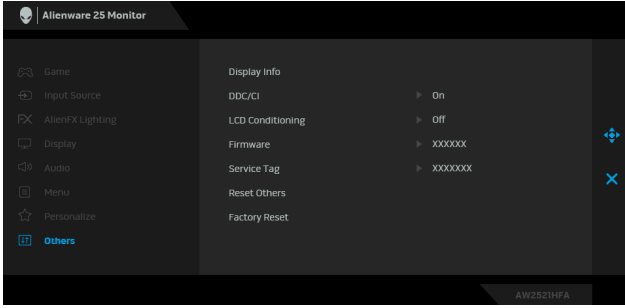 Alienware 25 Monitor
Game
Input Source
AlienFX Lighting
Display
Audio
Menu
Personalize
Others
Display Info
DDC/CI On
LCD Conditioning Off
Firmware XXXXXX
Service Tag XXXXXXX
Reset Others
Factory Reset
AW2521HFA